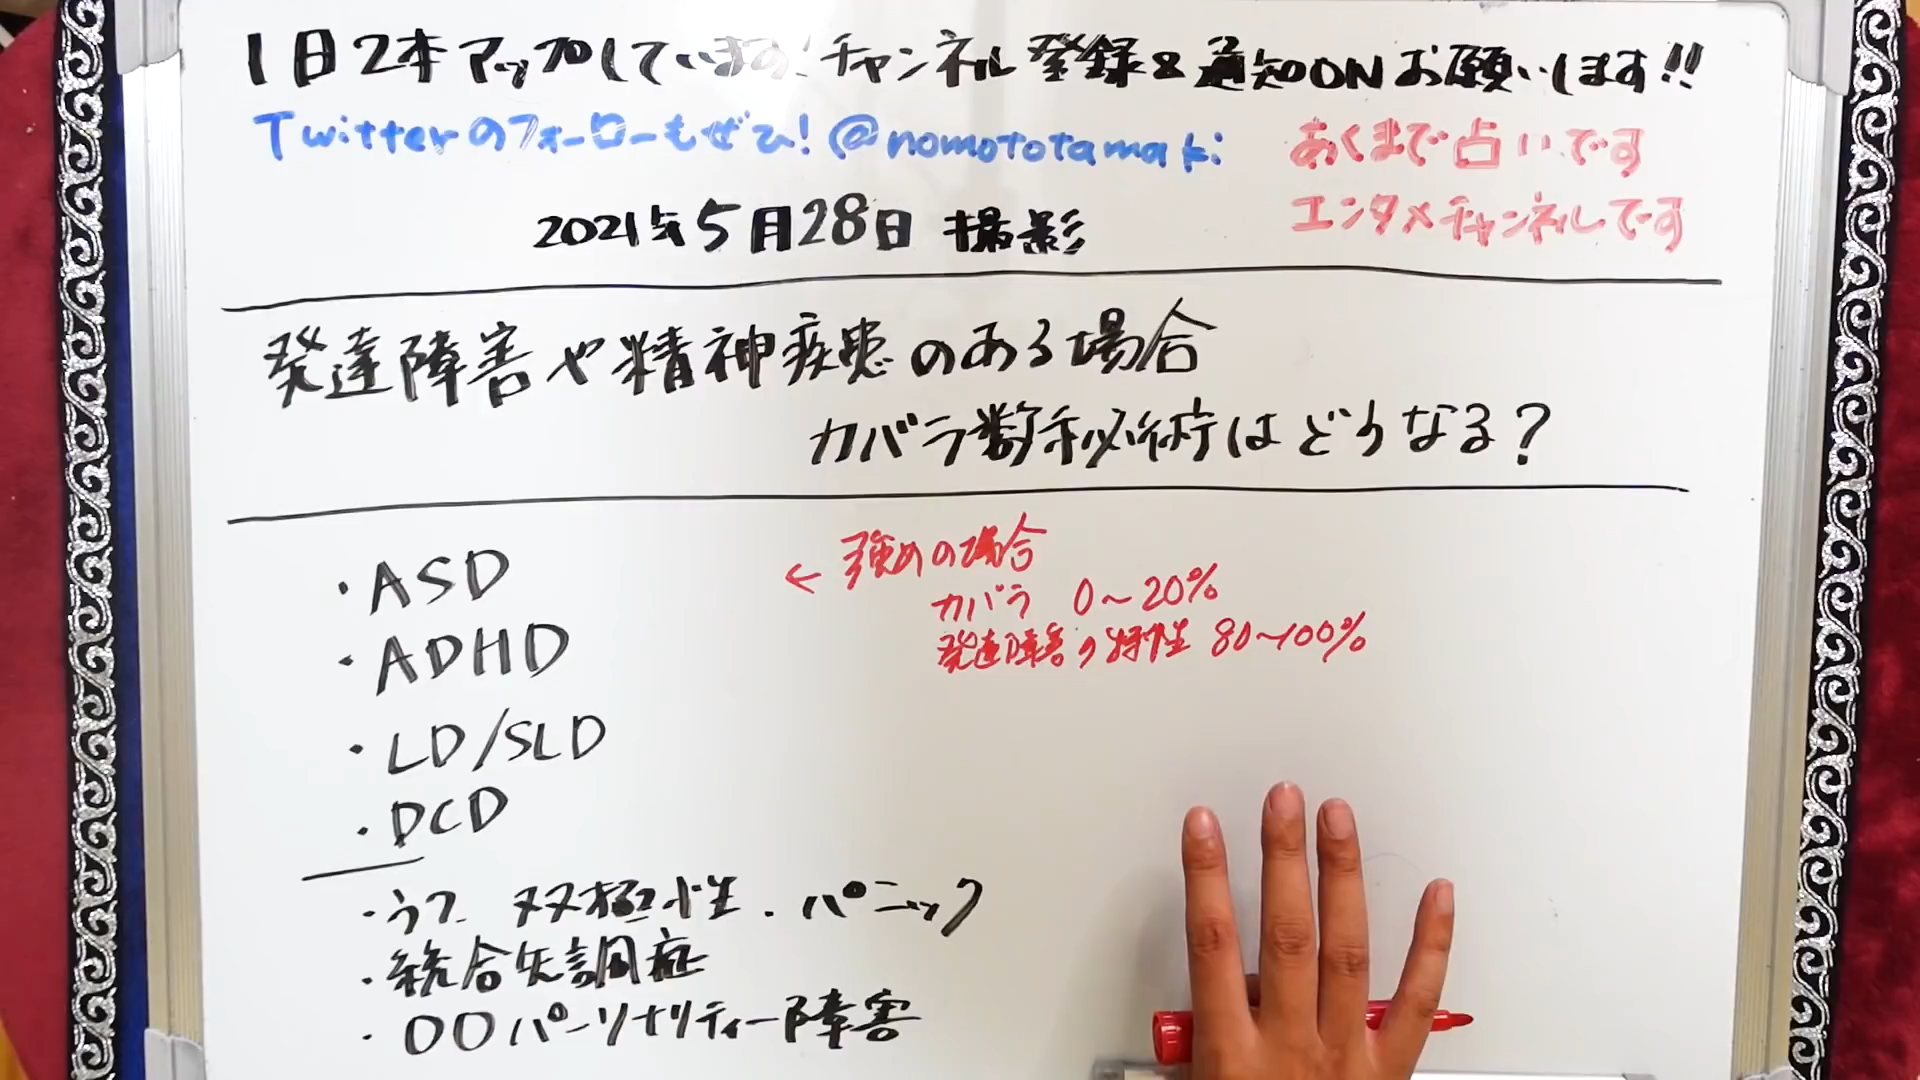 1日2本アップしています!チャンネル登録&通知ONお願いします!!
Twitterのフォローもぜひ!@nomototamaki
あくまで占いです
エンタメチャンネルです
2021年5月28日 撮影
発達障害や精神疾患のある場合
カバラ数秘術はどうなる?
・ASD
・ADHD
・LD/SLD
・DCD
← 強めの場合
カバラ 0~20%
発達障害の特性 80~100%
・うつ 双極性.パニック
・統合失調症
・〇〇パーソナリティー障害